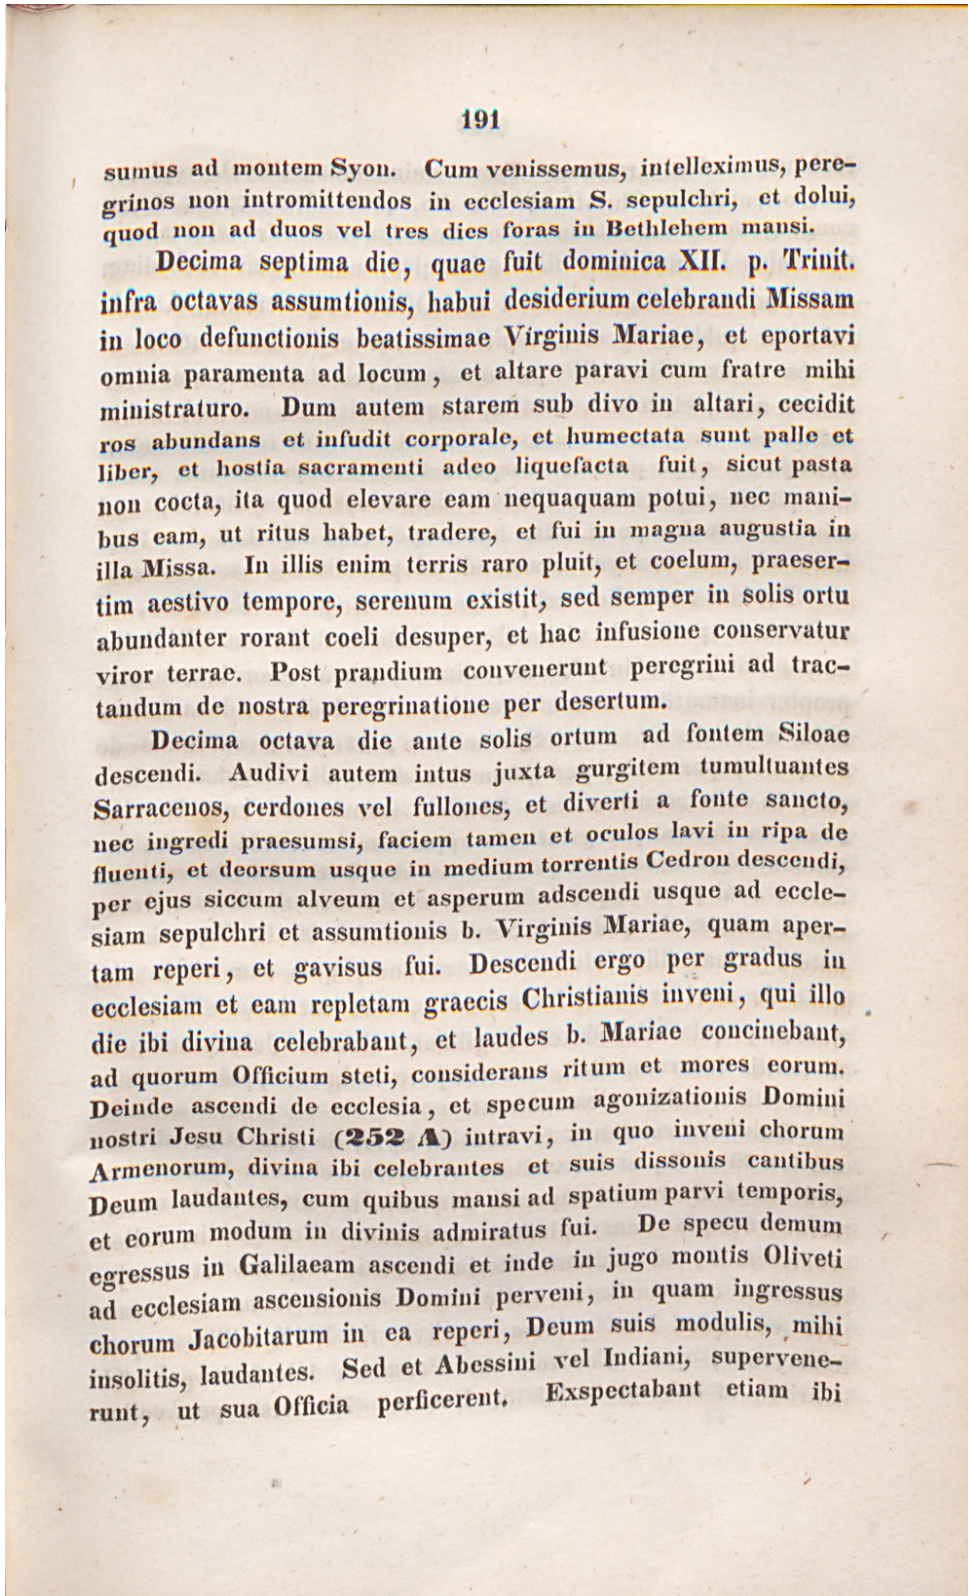 191
sumus ad montem Syon. Cum venissemus, intelleximus, pere-
grinos non intromittendos in ecclesiam S. sepulchri, et dolui,
quod non ad duos vel tres dies foras in Bethlehem mansi.
Decima septima die, quae fuit dominica XII. p. Trinit.
infra octavas assumtionis, habui desiderium celebrandi Missam
in loco defunctionis beatissimae Virginis Mariae, et eportavi
omnia paramenta ad locum, et altare paravi cum fratre mihi
ministraturo. Dum autem starem sub divo in altari, cecidit
ros abundans et infudit corporale, et humectata sunt palle et
liber, et hostia sacramenti adeo liquefacta fuit, sicut pasta
non cocta, ita quod elevare eam nequaquam potui, nec mani-
bus eam, ut ritus habet, tradere, et fui in magna augustia in
illa Missa. In illis enim terris raro pluit, et coelum, praeser-
tim aestivo tempore, serenum existit, sed semper in solis ortu
abundanter rorant coeli desuper, et hac infusione conservatur
viror terrae. Post prandium convenerunt peregrini ad trac-
tandum de nostra peregrinatione per desertum.
Decima octava die ante solis ortum ad fontem Siloae
descendi. Audivi autem intus juxta gurgitem tumultuantes
Sarracenos, cerdones vel fullones, et diverti a fonte sancto,
nec ingredi praesumsi, faciem tamen et oculos lavi in ripa de
fluenti, et deorsum usque in medium torrentis Cedron descendi,
per ejus siccum alveum et asperum adscendi usque ad eccle-
siam sepulchri et assumtionis b. Virginis Mariae, quam aper-
tam reperi, et gavisus fui. Descendi ergo per gradus in
ecclesiam et eam repletam graecis Christianis inveni, qui illo
die ibi divina celebrabant, et laudes b. Mariae concinebant,
ad quorum Officium steti, considerans ritum et mores eorum.
Deinde ascendi de ecclesia, et specum agonizationis Domini
nostri Jesu Christi (252 A) intravi, in quo inveni chorum
Armenorum, divina ibi celebrantes et suis dissonis cantibus
Deum laudantes, cum quibus mansi ad spatium parvi temporis,
et eorum modum in divinis admiratus fui. De specu demum
egressus in Galilaeam ascendi et inde in jugo montis Oliveti
ad ecclesiam ascensionis Domini perveni, in quam ingressus
chorum Jacobitarum in ea reperi, Deum suis modulis, mihi
insolitis, laudantes. Sed et Abessini vel Indiani, supervene-
runt, ut sua Officia perficerent. Exspectabant etiam ibi